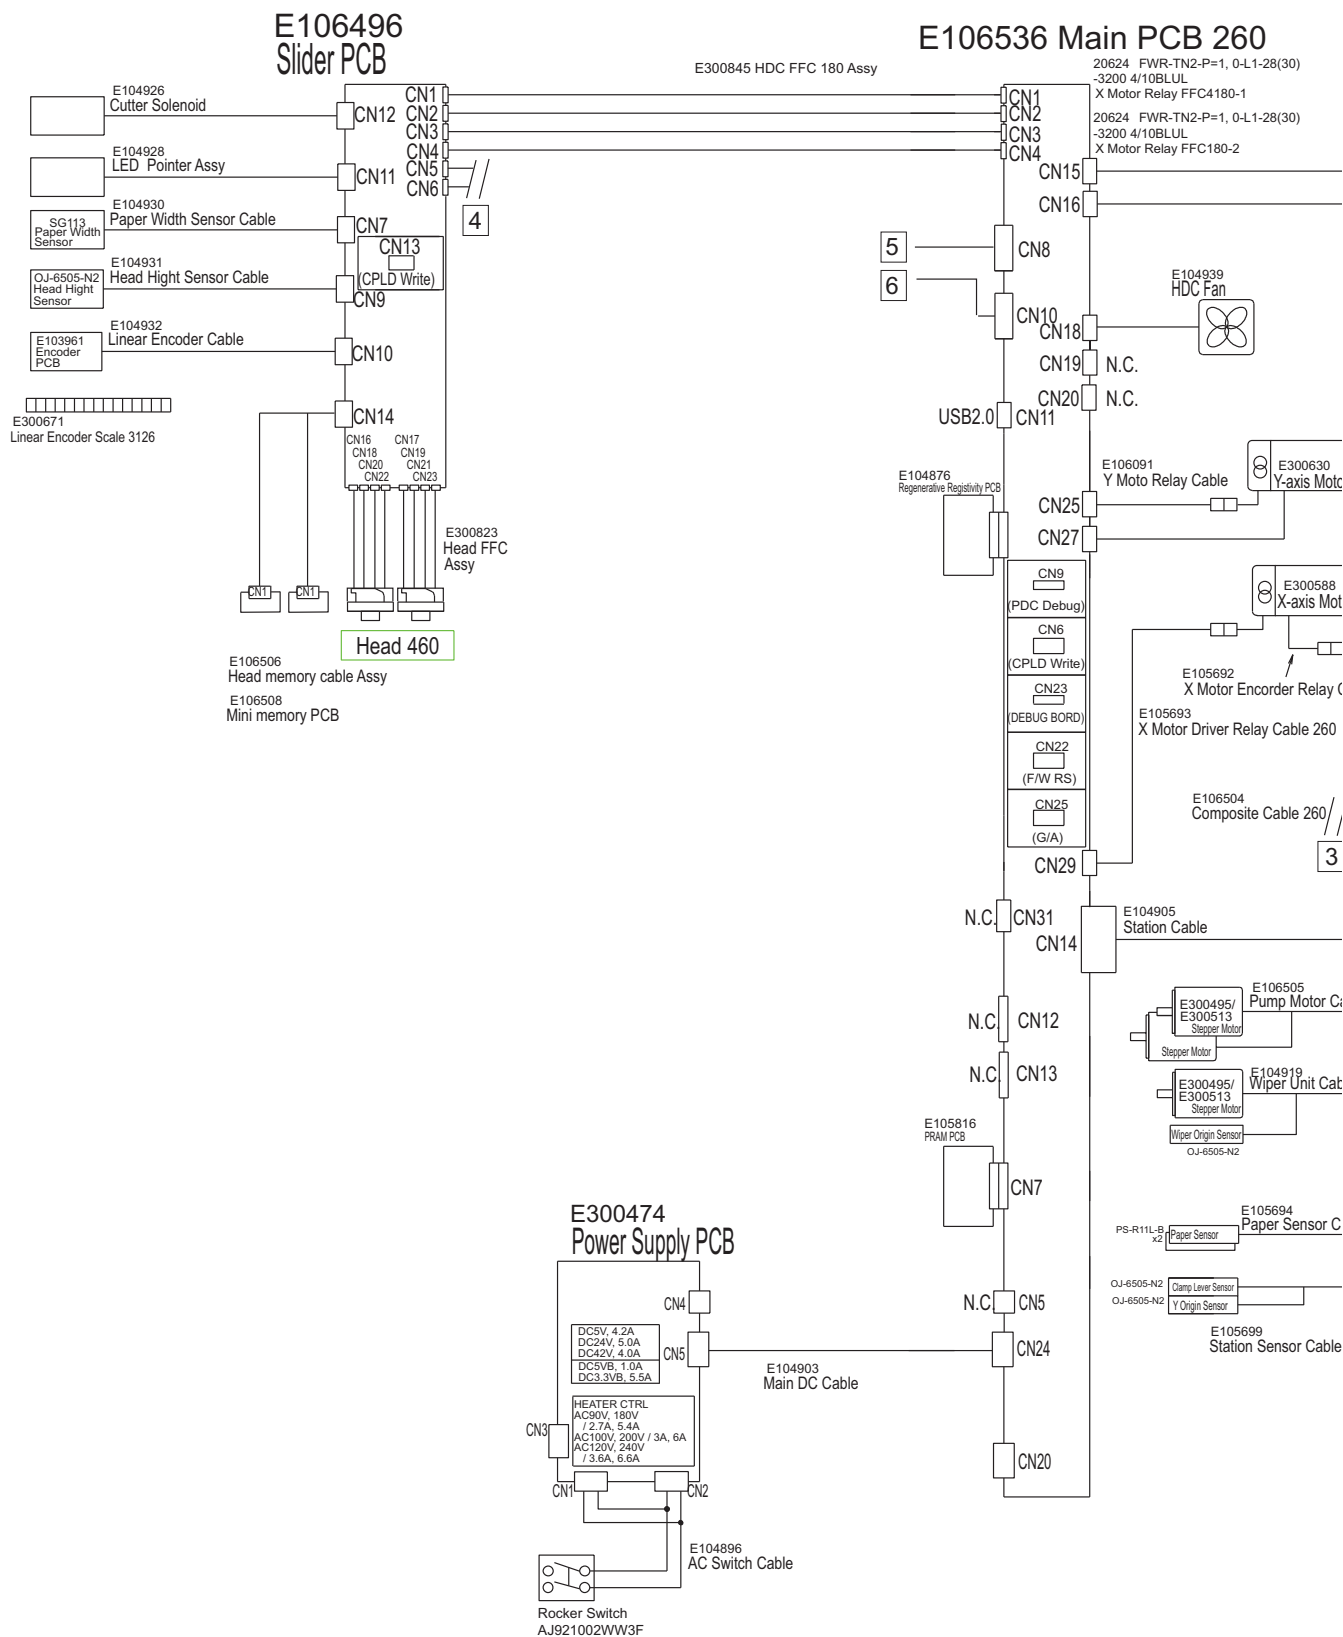 E106496
Slider PCB
E106536 Main PCB 260
E300845 HDC FFC 180 Assy
20624 FWR-TN2-P=1, 0-L1-28(30)
-3200 4/10BLUL
X Motor Relay FFC4180-1
20624 FWR-TN2-P=1, 0-L1-28(30)
-3200 4/10BLUL
X Motor Relay FFC180-2
E104926
Cutter Solenoid
E104928
LED Pointer Assy
E104930
Paper Width Sensor Cable
SG113
Paper Width
Sensor
E104931
Head Hight Sensor Cable
OJ-6505-N2
Head Hight
Sensor
E104932
Linear Encoder Cable
E103961
Encoder
PCB
E300671
Linear Encoder Scale 3126
CN12
CN11
CN7
CN13
(CPLD Write)
CN9
CN10
CN14
CN1
CN2
CN3
CN4
CN5
CN6
4
CN16
CN18
CN20
CN22
CN17
CN19
CN21
CN23
E300823
Head FFC
Assy
CN1
CN1
Head 460
E106506
Head memory cable Assy
E106508
Mini memory PCB
CN1
CN2
CN3
CN4
CN15
CN16
5
CN8
6
CN10
CN18
E104939
HDC Fan
CN19
N.C.
CN20
N.C.
USB2.0
CN11
E104876
Regenerative Registivity PCB
CN25
CN27
E106091
Y Moto Relay Cable
E300630
Y-axis Moto
CN9
(PDC Debug)
CN6
(CPLD Write)
CN23
(DEBUG BORD)
CN22
(F/W RS)
CN25
(G/A)
E300588
X-axis Mot
E105692
X Motor Encorder Relay C
E105693
X Motor Driver Relay Cable 260
E106504
Composite Cable 260
3
CN29
N.C.
CN31
CN14
E104905
Station Cable
N.C.
CN12
N.C.
CN13
E300495/
E300513
Stepper Motor
Stepper Motor
E106505
Pump Motor Ca
E300495/
E300513
Stepper Motor
E104919
Wiper Unit Cab
Wiper Origin Sensor
OJ-6505-N2
E105816
PRAM PCB
CN7
PS-R11L-B
x2
Paper Sensor
E105694
Paper Sensor C
OJ-6505-N2
Clamp Lever Sensor
OJ-6505-N2
Y Origin Sensor
E105699
Station Sensor Cable
N.C.
CN5
CN24
CN20
E300474
Power Supply PCB
CN4
DC5V, 4.2A
DC24V, 5.0A
DC42V, 4.0A
DC5VB, 1.0A
DC3.3VB, 5.5A
CN5
E104903
Main DC Cable
HEATER CTRL
AC90V, 180V
/ 2.7A, 5.4A
AC100V, 200V / 3A, 6A
AC120V, 240V
/ 3.6A, 6.6A
CN3
CN1
CN2
E104896
AC Switch Cable
Rocker Switch
AJ921002WW3F